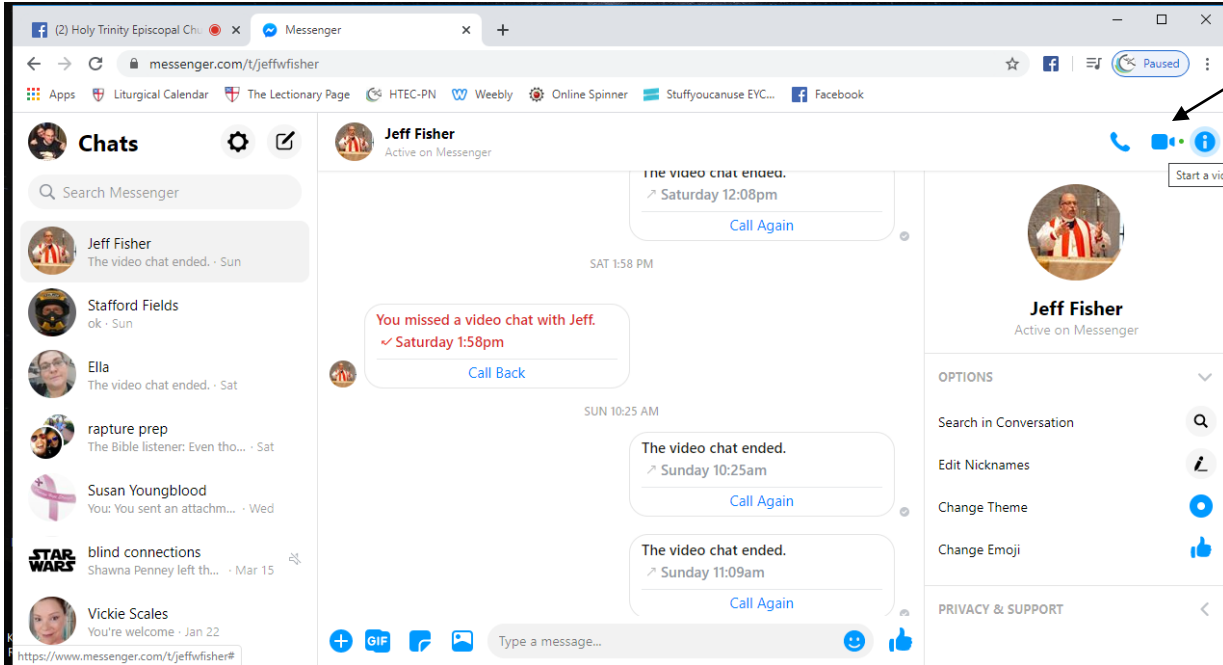 (2) Holy Trinity Episcopal Chu
Messenger
messenger.com/t/jeffwfisher
Paused
Apps
Liturgical Calendar
The Lectionary Page
HTEC-PN
Weebly
Online Spinner
Stuffyoucanuse EYC...
Facebook
Chats
Search Messenger
Jeff Fisher
The video chat ended. · Sun
Stafford Fields
ok · Sun
Ella
The video chat ended. · Sat
rapture prep
The Bible listener: Even tho... · Sat
Susan Youngblood
You: You sent an attachm... · Wed
STAR WARS
blind connections
Shawna Penney left th... · Mar 15
Vickie Scales
You're welcome · Jan 22
https://www.messenger.com/t/jeffwfisher#
Jeff Fisher
Active on Messenger
The video chat ended.
Saturday 12:08pm
Call Again
SAT 1:58 PM
You missed a video chat with Jeff.
Saturday 1:58pm
Call Back
SUN 10:25 AM
The video chat ended.
Sunday 10:25am
Call Again
The video chat ended.
Sunday 11:09am
Call Again
GIF
Type a message...
Start a vid
Jeff Fisher
Active on Messenger
OPTIONS
Search in Conversation
Edit Nicknames
Change Theme
Change Emoji
PRIVACY & SUPPORT